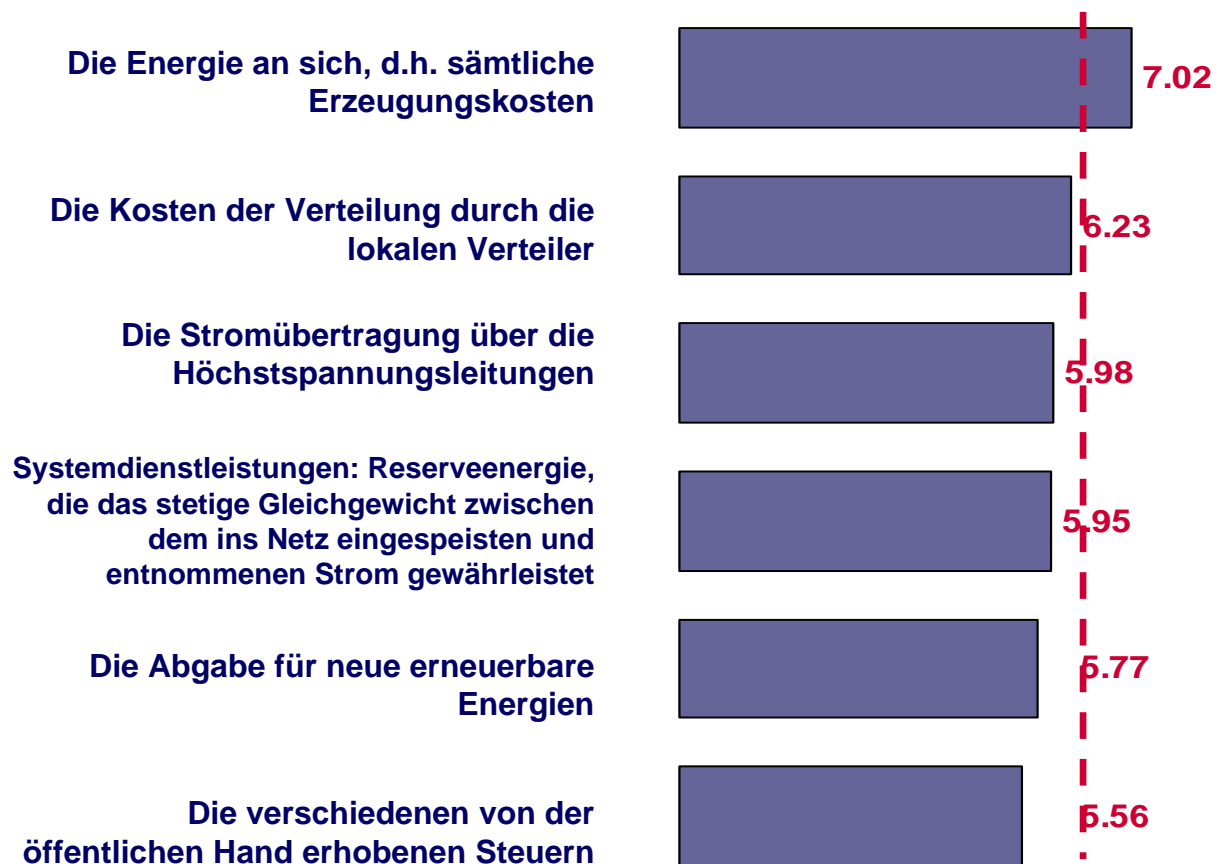 Die Energie an sich, d.h. sämtliche
Erzeugungskosten
7.02
Die Kosten der Verteilung durch die
lokalen Verteiler
6.23
Die Stromübertragung über die
Höchstspannungsleitungen
5.98
Systemdienstleistungen: Reserveenergie,
die das stetige Gleichgewicht zwischen
dem ins Netz eingespeisten und
entnommenen Strom gewährleistet
5.95
Die Abgabe für neue erneuerbare
Energien
5.77
Die verschiedenen von der
öffentlichen Hand erhobenen Steuern
5.56